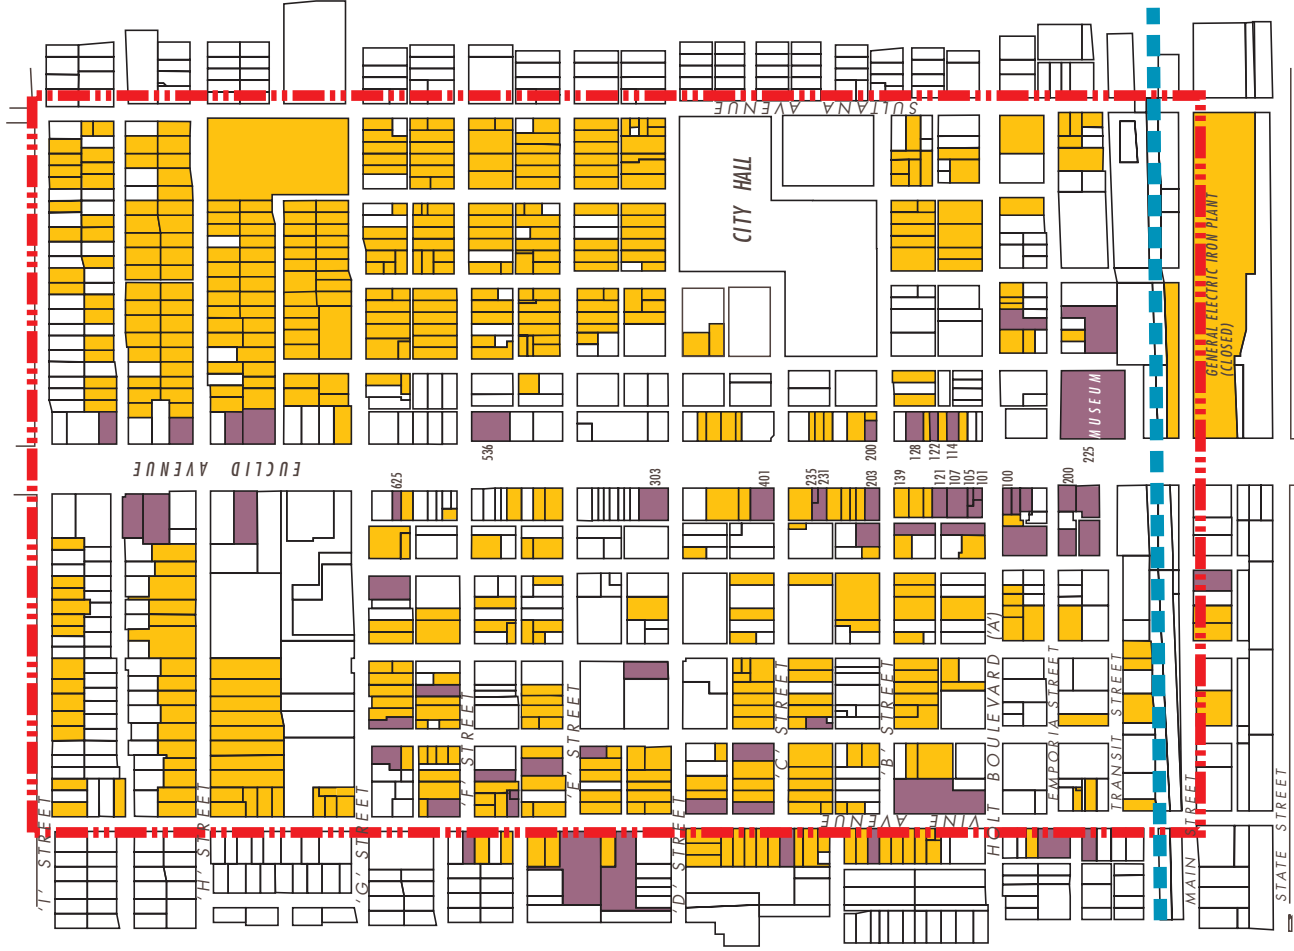 SULTANA AVENUE
CITY HALL
GENERAL ELECTRIC IRON PLANT
(CLOSED)
MUSEUM
EUCLID AVENUE
536
200
128
122
114
225
625
303
401
235
231
203
139
121
107
105
101
100
200
HOLT BOULEVARD ('A')
EMPORIA STREET
TRANSIT STREET
'C' STREET
'B' STREET
'F' STREET
'E' STREET
'I' STREET
'H' STREET
'G' STREET
'D' STREET
VINE AVENUE
MAIN STREET
STATE STREET